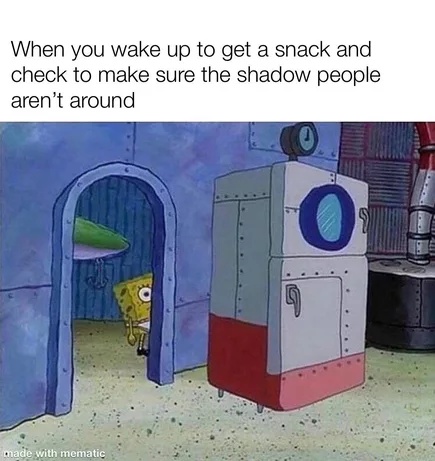 When you wake up to get a snack and
check to make sure the shadow people
aren't around
made with mematic